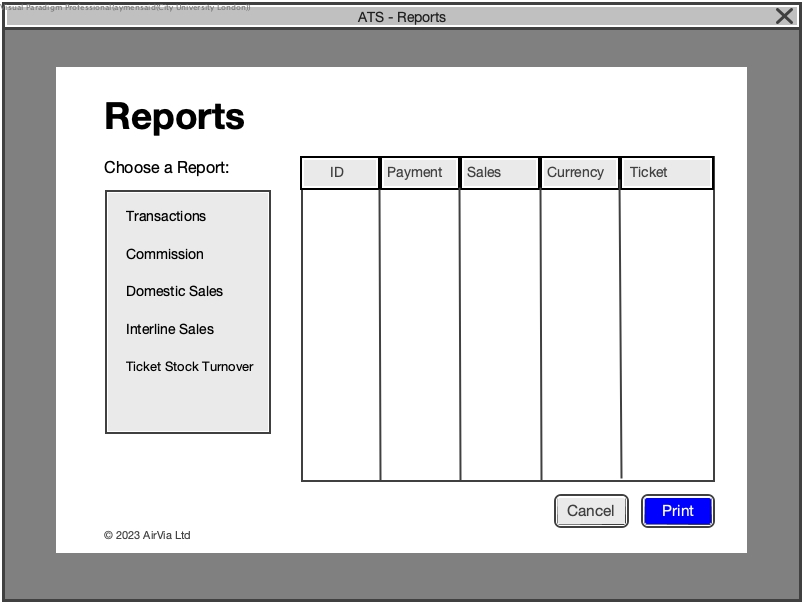 Visual Paradigm Professional(aymensaid(City University London))
ATS - Reports
Reports
Choose a Report:
Transactions
Commission
Domestic Sales
Interline Sales
Ticket Stock Turnover
ID Payment Sales Currency Ticket
Cancel Print
© 2023 AirVia Ltd